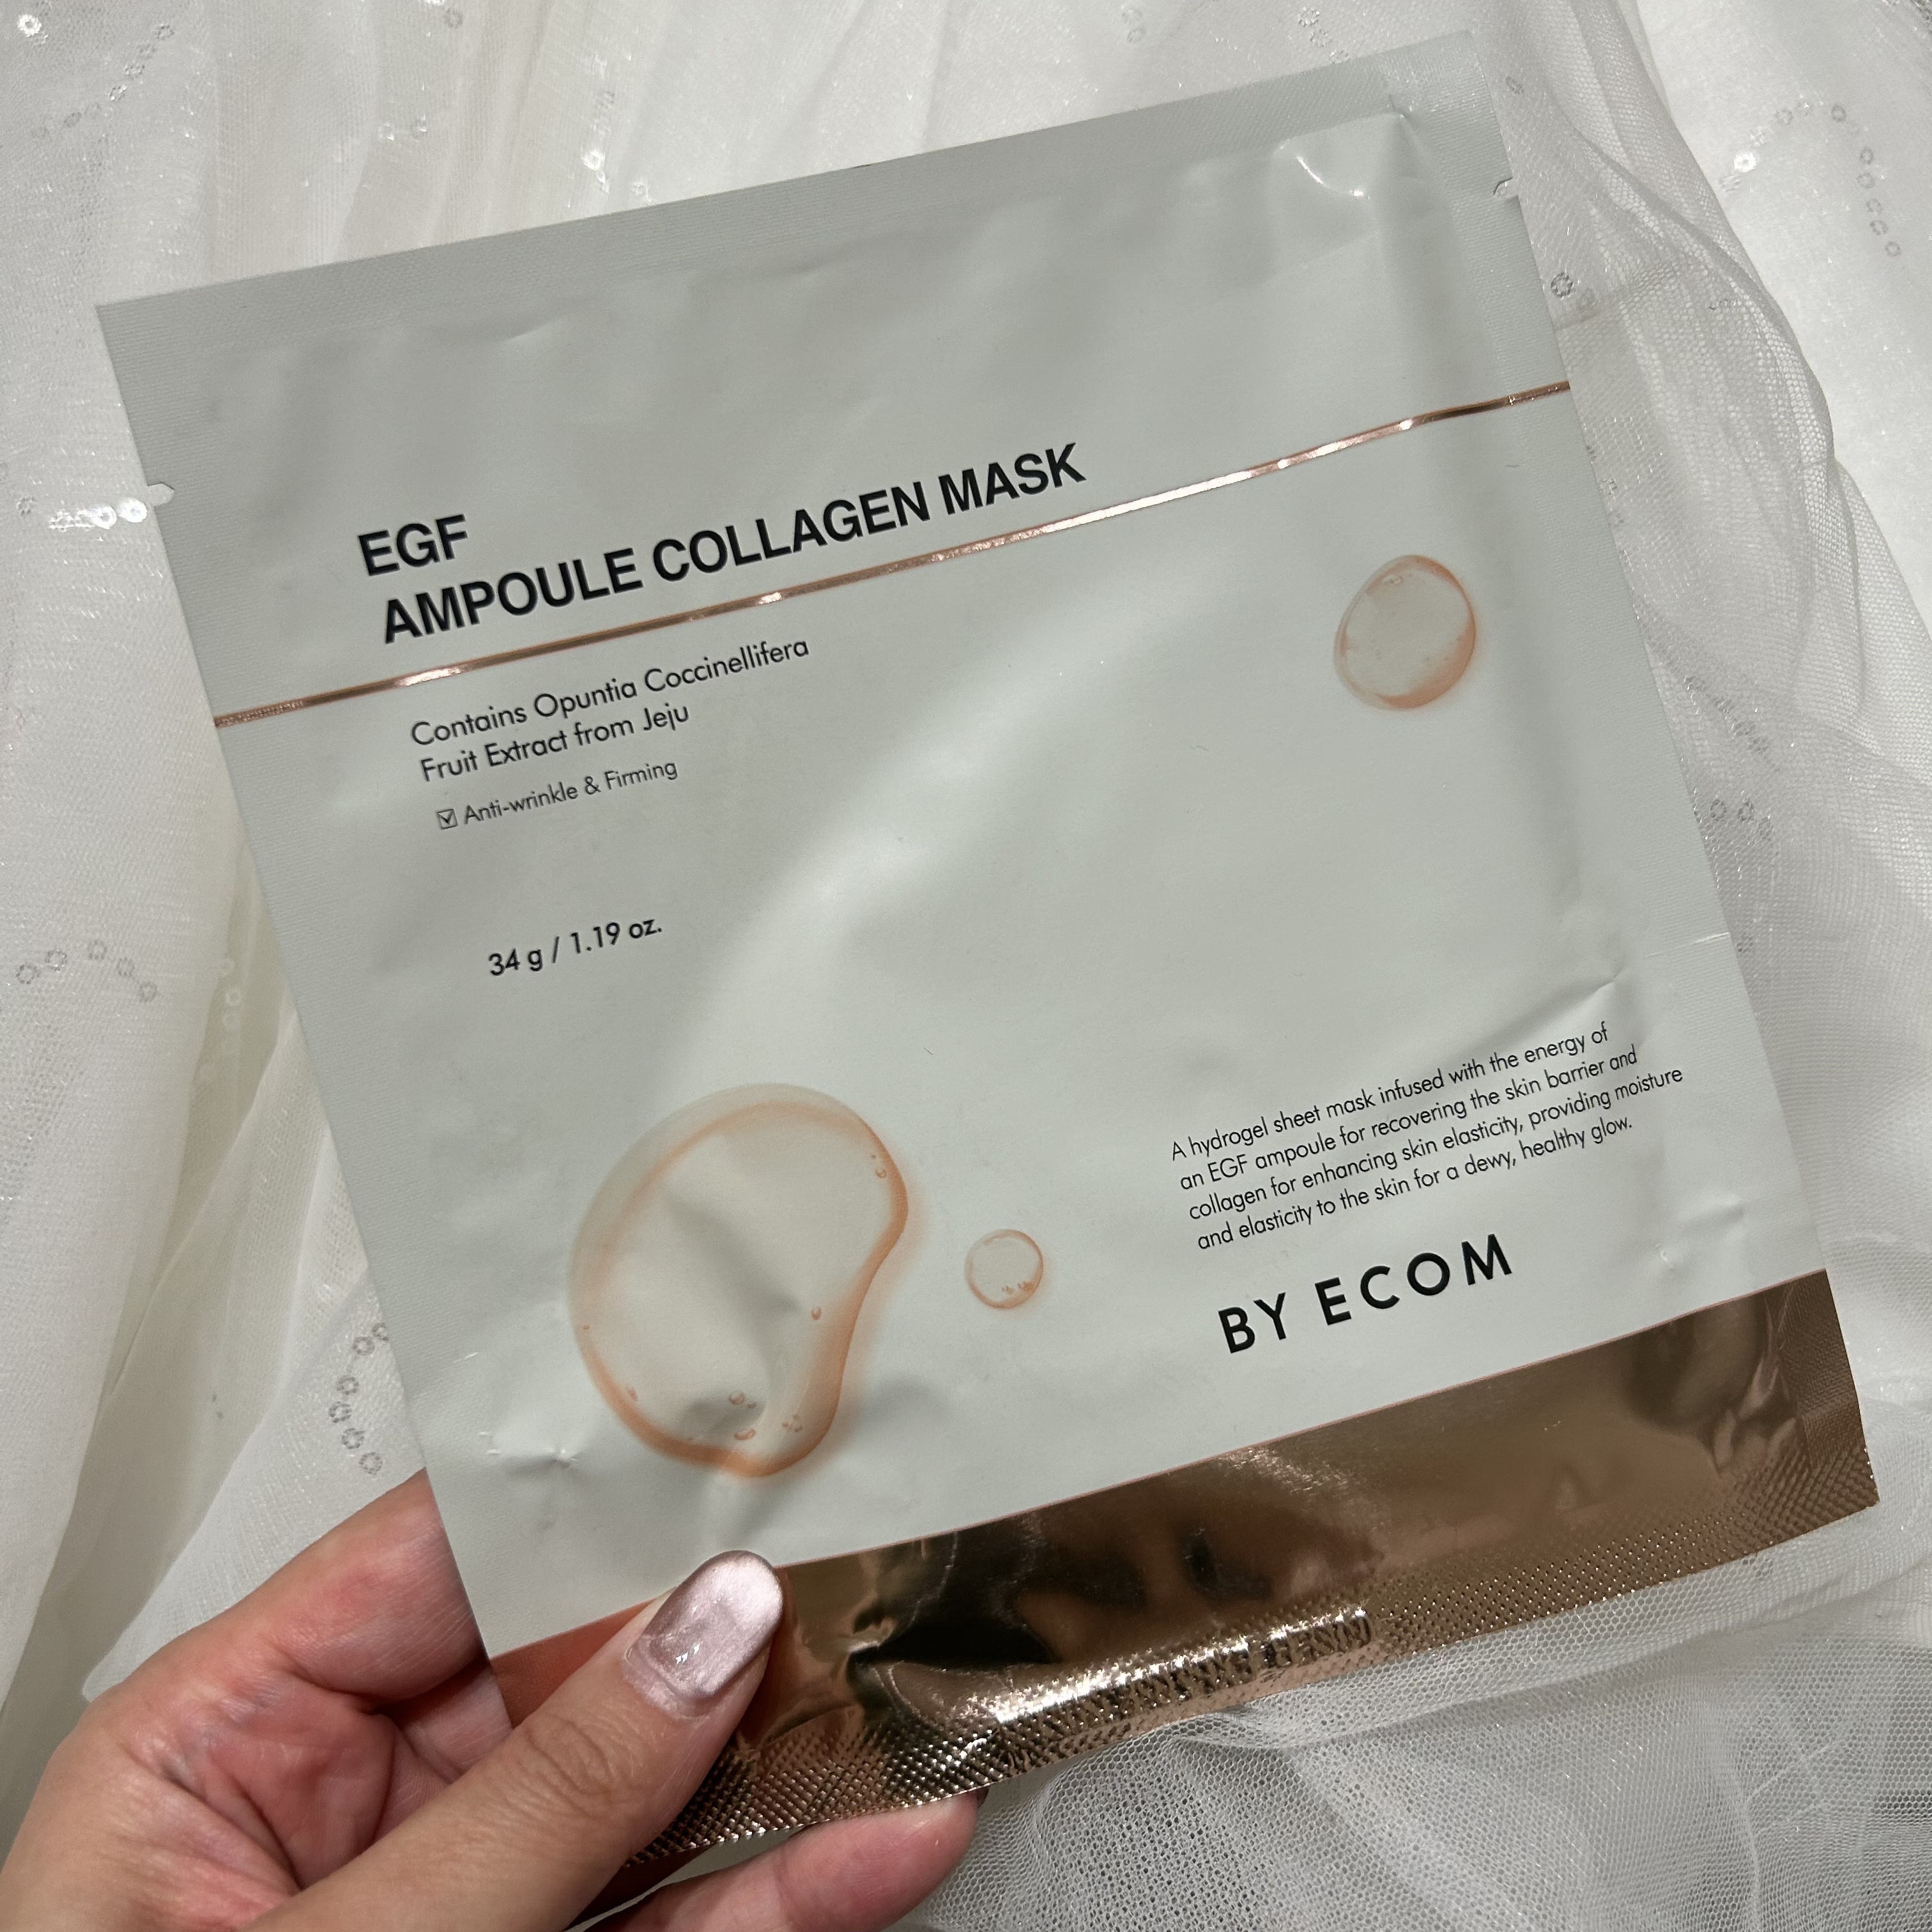 EGF
AMPOULE COLLAGEN MASK
Contains Opuntia Coccinellifera
Fruit Extract from Jeju
☑ Anti-wrinkle & Firming
34 g / 1.19 oz.
A hydrogel sheet mask infused with the energy of
an EGF ampoule for recovering the skin barrier and
collagen for enhancing skin elasticity, providing moisture
and elasticity to the skin for a dewy, healthy glow.
BY ECOM